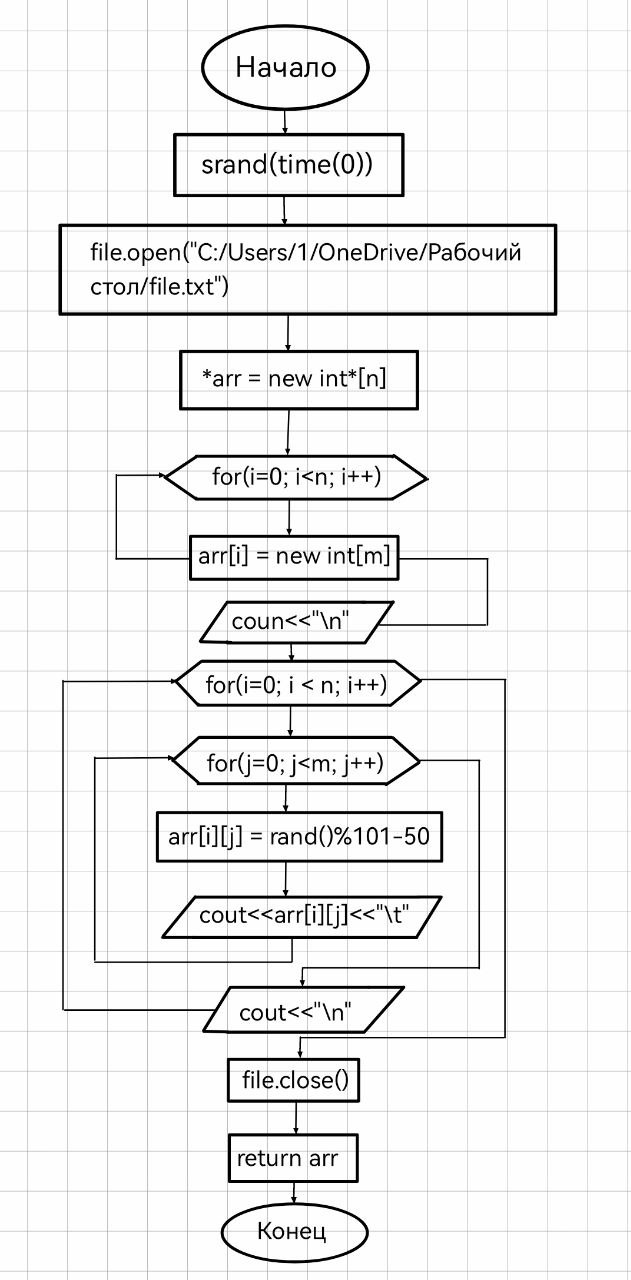 Начало
srand(time(0))
file.open("C:/Users/1/OneDrive/Рабочий
стол/file.txt")
*arr = new int*[n]
for(i=0; i<n; i++)
arr[i] = new int[m]
coun<<"\n"
for(i=0; i < n; i++)
for(j=0; j<m; j++)
arr[i][j] = rand()%101-50
cout<<arr[i][j]<<"\t"
cout<<"\n"
file.close()
return arr
Конец